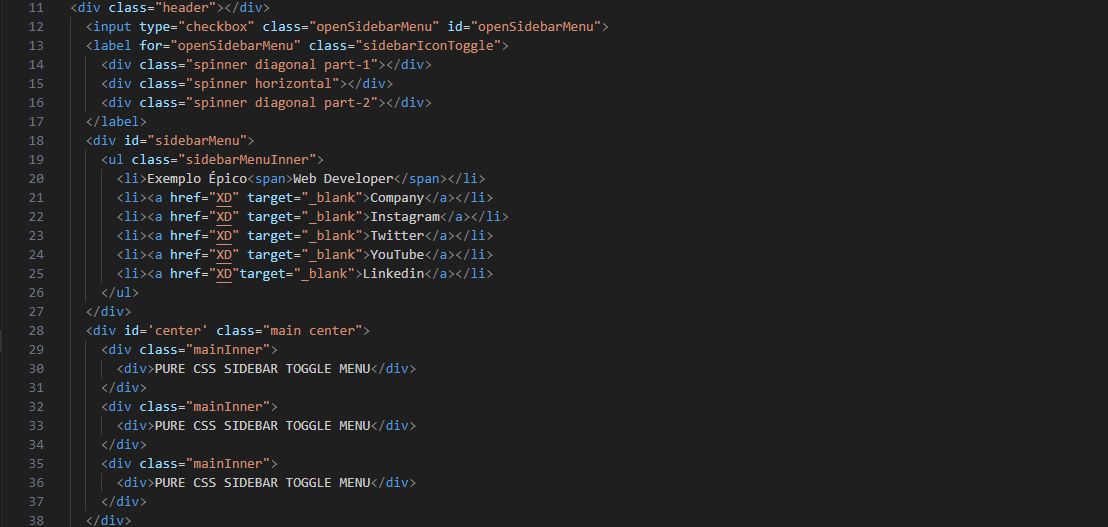 11 <div class="header"></div>
12 <input type="checkbox" class="openSidebarMenu" id="openSidebarMenu">
13 <label for="openSidebarMenu" class="sidebarIconToggle">
14 <div class="spinner diagonal part-1"></div>
15 <div class="spinner horizontal"></div>
16 <div class="spinner diagonal part-2"></div>
17 </label>
18 <div id="sidebarMenu">
19 <ul class="sidebarMenuInner">
20 <li>Exemplo Épico<span>Web Developer</span></li>
21 <li><a href="XD" target="_blank">Company</a></li>
22 <li><a href="XD" target="_blank">Instagram</a></li>
23 <li><a href="XD" target="_blank">Twitter</a></li>
24 <li><a href="XD" target="_blank">YouTube</a></li>
25 <li><a href="XD"target="_blank">Linkedin</a></li>
26 </ul>
27 </div>
28 <div id='center' class="main center">
29 <div class="mainInner">
30 <div>PURE CSS SIDEBAR TOGGLE MENU</div>
31 </div>
32 <div class="mainInner">
33 <div>PURE CSS SIDEBAR TOGGLE MENU</div>
34 </div>
35 <div class="mainInner">
36 <div>PURE CSS SIDEBAR TOGGLE MENU</div>
37 </div>
38 </div>